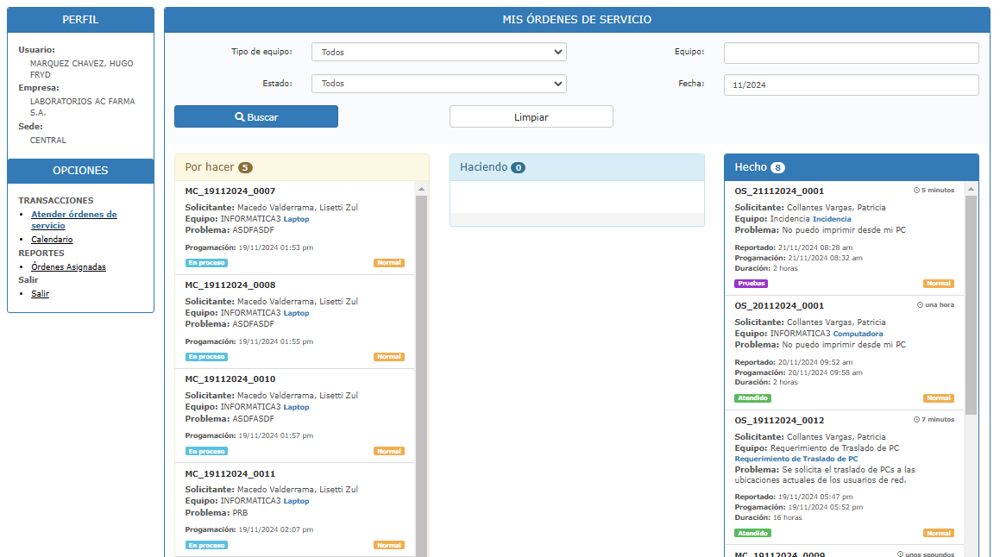 PERFIL
Usuario:
MARQUEZ CHAVEZ, HUGO
FRYD
Empresa:
LABORATORIOS AC FARMA
S.A.
Sede:
CENTRAL
OPCIONES
TRANSACCIONES
Atender órdenes de
servicio
Calendario
REPORTES
Órdenes Asignadas
Salir
Salir
MIS ÓRDENES DE SERVICIO
Tipo de equipo:
Todos
Equipo:
Estado:
Todos
Fecha:
11/2024
Buscar
Limpiar
Por hacer 5
MC_19112024_0007
Solicitante: Macedo Valderrama, Lisetti Zul
Equipo: INFORMATICA3 Laptop
Problema: ASDFASDF
Progamación: 19/11/2024 01:53 pm
En proceso
Normal
MC_19112024_0008
Solicitante: Macedo Valderrama, Lisetti Zul
Equipo: INFORMATICA3 Laptop
Problema: ASDFASDF
Progamación: 19/11/2024 01:55 pm
En proceso
Normal
MC_19112024_0010
Solicitante: Macedo Valderrama, Lisetti Zul
Equipo: INFORMATICA3 Laptop
Problema: ASDFASDF
Progamación: 19/11/2024 01:57 pm
En proceso
Normal
MC_19112024_0011
Solicitante: Macedo Valderrama, Lisetti Zul
Equipo: INFORMATICA3 Laptop
Problema: PRB
Progamación: 19/11/2024 02:07 pm
En proceso
Normal
Haciendo 0
Hecho 8
OS_21112024_0001
5 minutos
Solicitante: Collantes Vargas, Patricia
Equipo: Incidencia Incidencia
Problema: No puedo imprimir desde mi PC
Reportado: 21/11/2024 08:28 am
Progamación: 21/11/2024 08:32 am
Duración: 2 horas
Pruebas
Normal
OS_20112024_0001
una hora
Solicitante: Collantes Vargas, Patricia
Equipo: INFORMATICA3 Computadora
Problema: No puedo imprimir desde mi PC
Reportado: 20/11/2024 09:52 am
Progamación: 20/11/2024 09:58 am
Duración: 2 horas
Atendido
Normal
OS_19112024_0012
7 minutos
Solicitante: Collantes Vargas, Patricia
Equipo: Requerimiento de Traslado de PC
Requerimiento de Traslado de PC
Problema: Se solicita el traslado de PCs a las
ubicaciones actuales de los usuarios de red.
Reportado: 19/11/2024 05:47 pm
Progamación: 19/11/2024 05:52 pm
Duración: 16 horas
Atendido
Normal
MC_19112024_0009
unos segundos